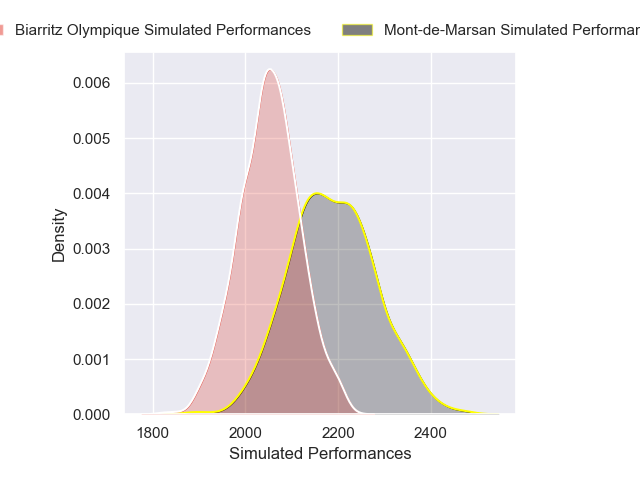 Biarritz Olympique Simulated Performances
Mont-de-Marsan Simulated
0.006
0.005
0.004
0.003
0.002
0.001
0.000
Density
1800
2000
2200
2400
Simulated Performances